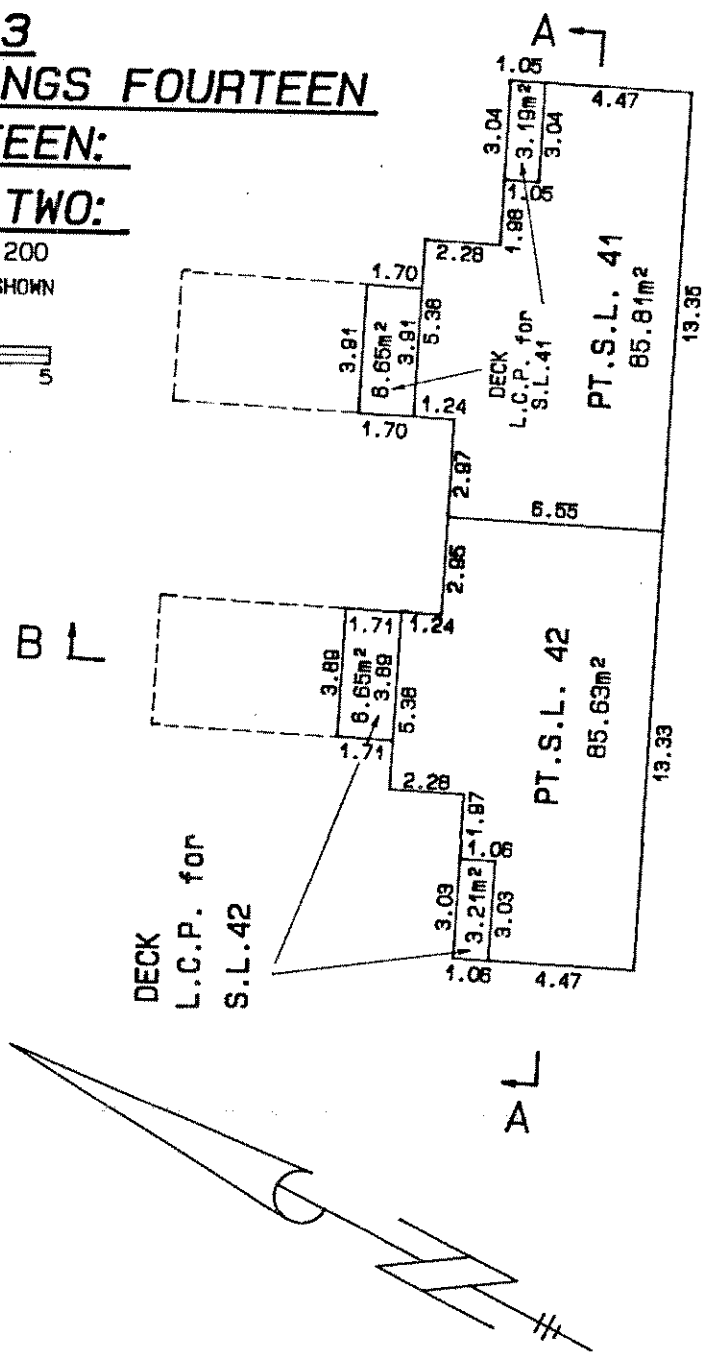 3
NGS FOURTEEN
TEEN:
TWO:
200
SHOWN
5
A
1.05
4.47
3.04
3.19m²
3.04
1.05
1.98
2.28
1.70
3.91
6.65m²
3.91
5.38
DECK
L.C.P. for
S.L.41
PT.S.L. 41
85.81m²
13.35
1.70
1.24
2.97
6.55
2.95
B
1.71
1.24
3.89
6.65m²
3.89
5.38
PT.S.L. 42
85.63m²
13.33
1.71
2.28
1.97
1.06
3.03
3.21m²
3.03
1.06
4.47
DECK
L.C.P. for
S.L.42
A